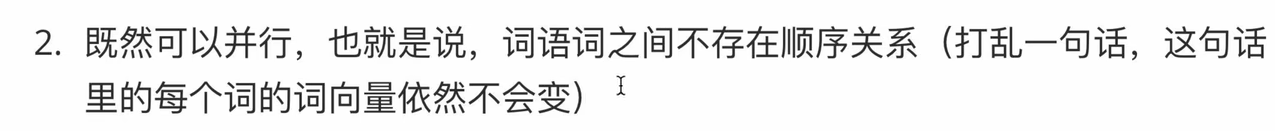 2. 既然可以并行，也就是说，词语词之间不存在顺序关系（打乱一句话，这句话
里的每个词的词向量依然不会变）